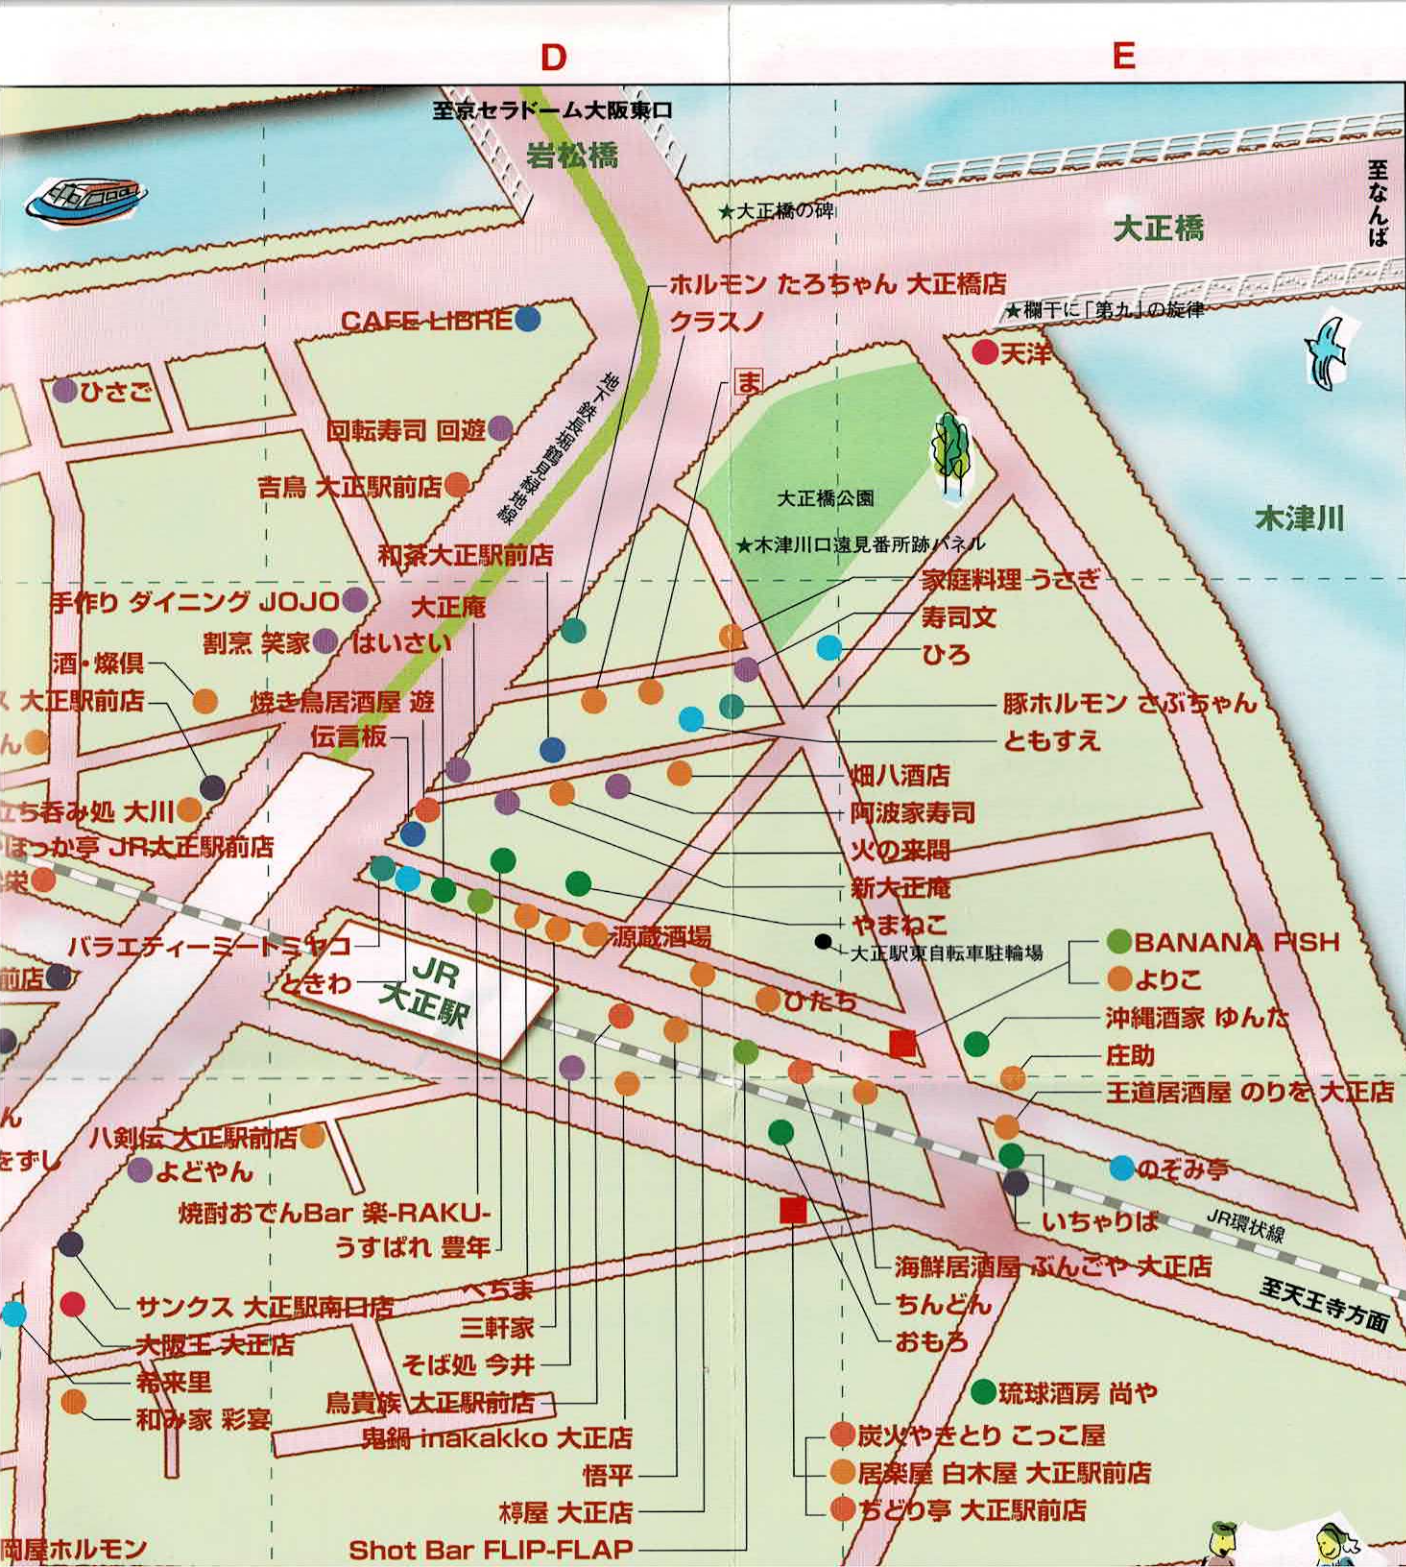 D
E
至京セラドーム大阪東口
岩松橋
至なんば
★大正橋の碑
大正橋
ホルモン たろちゃん 大正橋店
クラスノ
★欄干に「第九」の旋律
CAFE LIBRE
天洋
ま
ひさご
地下鉄長堀鶴見緑地線
回転寿司 回遊
吉鳥 大正駅前店
大正橋公園
木津川
★木津川口遠見番所跡パネル
和茶大正駅前店
家庭料理 うさぎ
手作り ダイニング JOJO
大正庵
寿司文
割烹 笑家
はいさい
ひろ
酒・燦倶
ス 大正駅前店
焼き鳥居酒屋 遊
豚ホルモン さぶちゃん
伝言板
ともすえ
ん
畑八酒店
立ち呑み処 大川
阿波家寿司
ほっか亭 JR大正駅前店
火の来間
栄
新大正庵
やまねこ
源蔵酒場
バラエティーミートミヤコ
大正駅東自転車駐輪場
BANANA FISH
前店
ときわ
JR
大正駅
よりこ
ひたち
沖縄酒家 ゆんた
庄助
王道居酒屋 のりを 大正店
ん
八剣伝 大正駅前店
をずし
よどやん
のぞみ亭
焼酎おでんBar 楽-RAKU-
いちゃりば
JR環状線
うすぱれ 豊年
海鮮居酒屋 ぶんごや 大正店
へちま
至天王寺方面
サンクス 大正駅南口店
ちんどん
三軒家
大阪王 大正店
おもろ
そば処 今井
希来里
琉球酒房 尚や
鳥貴族 大正駅前店
和み家 彩宴
鬼鍋 inakakko 大正店
炭火やきとり こっこ屋
悟平
居楽屋 白木屋 大正駅前店
椁屋 大正店
ぢどり亭 大正駅前店
岡屋ホルモン
Shot Bar FLIP-FLAP